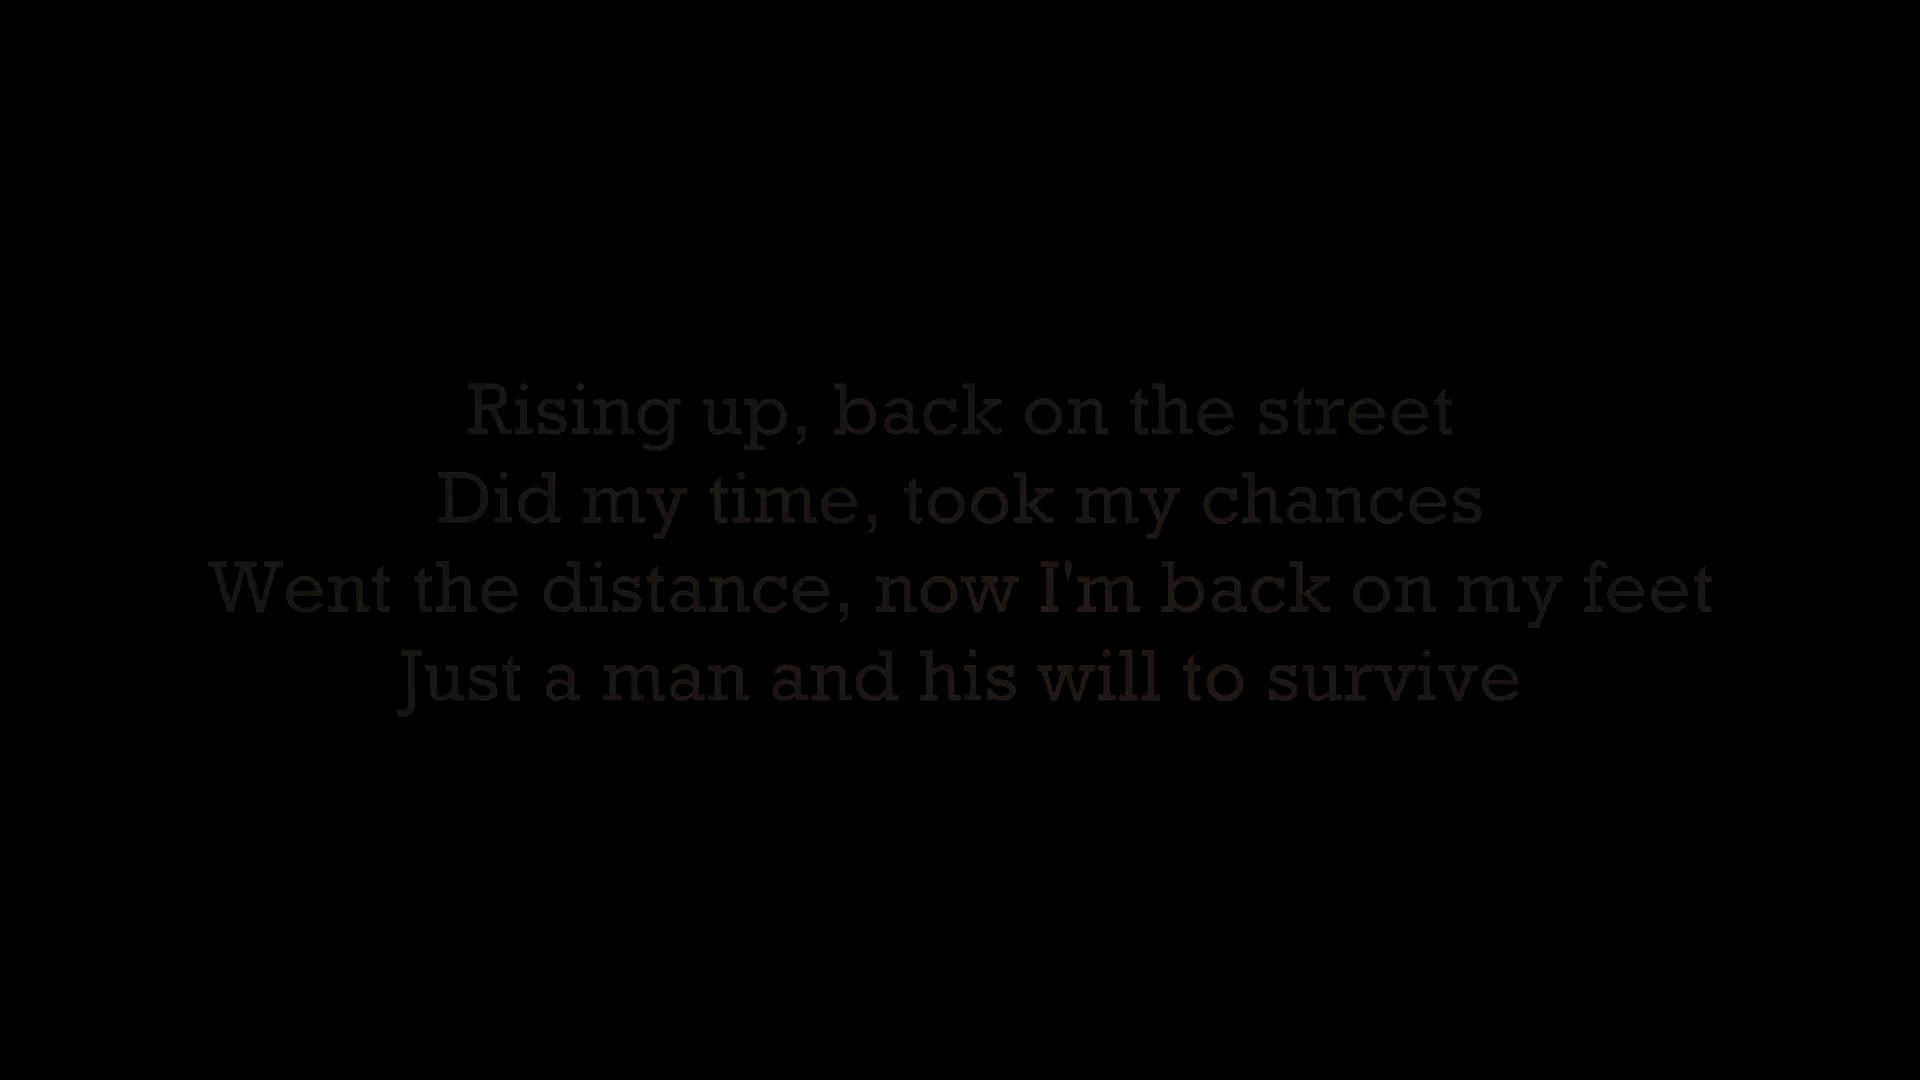 Rising up, back on the street
Did my time, took my chances
Went the distance, now I'm back on my feet
Just a man and his will to survive